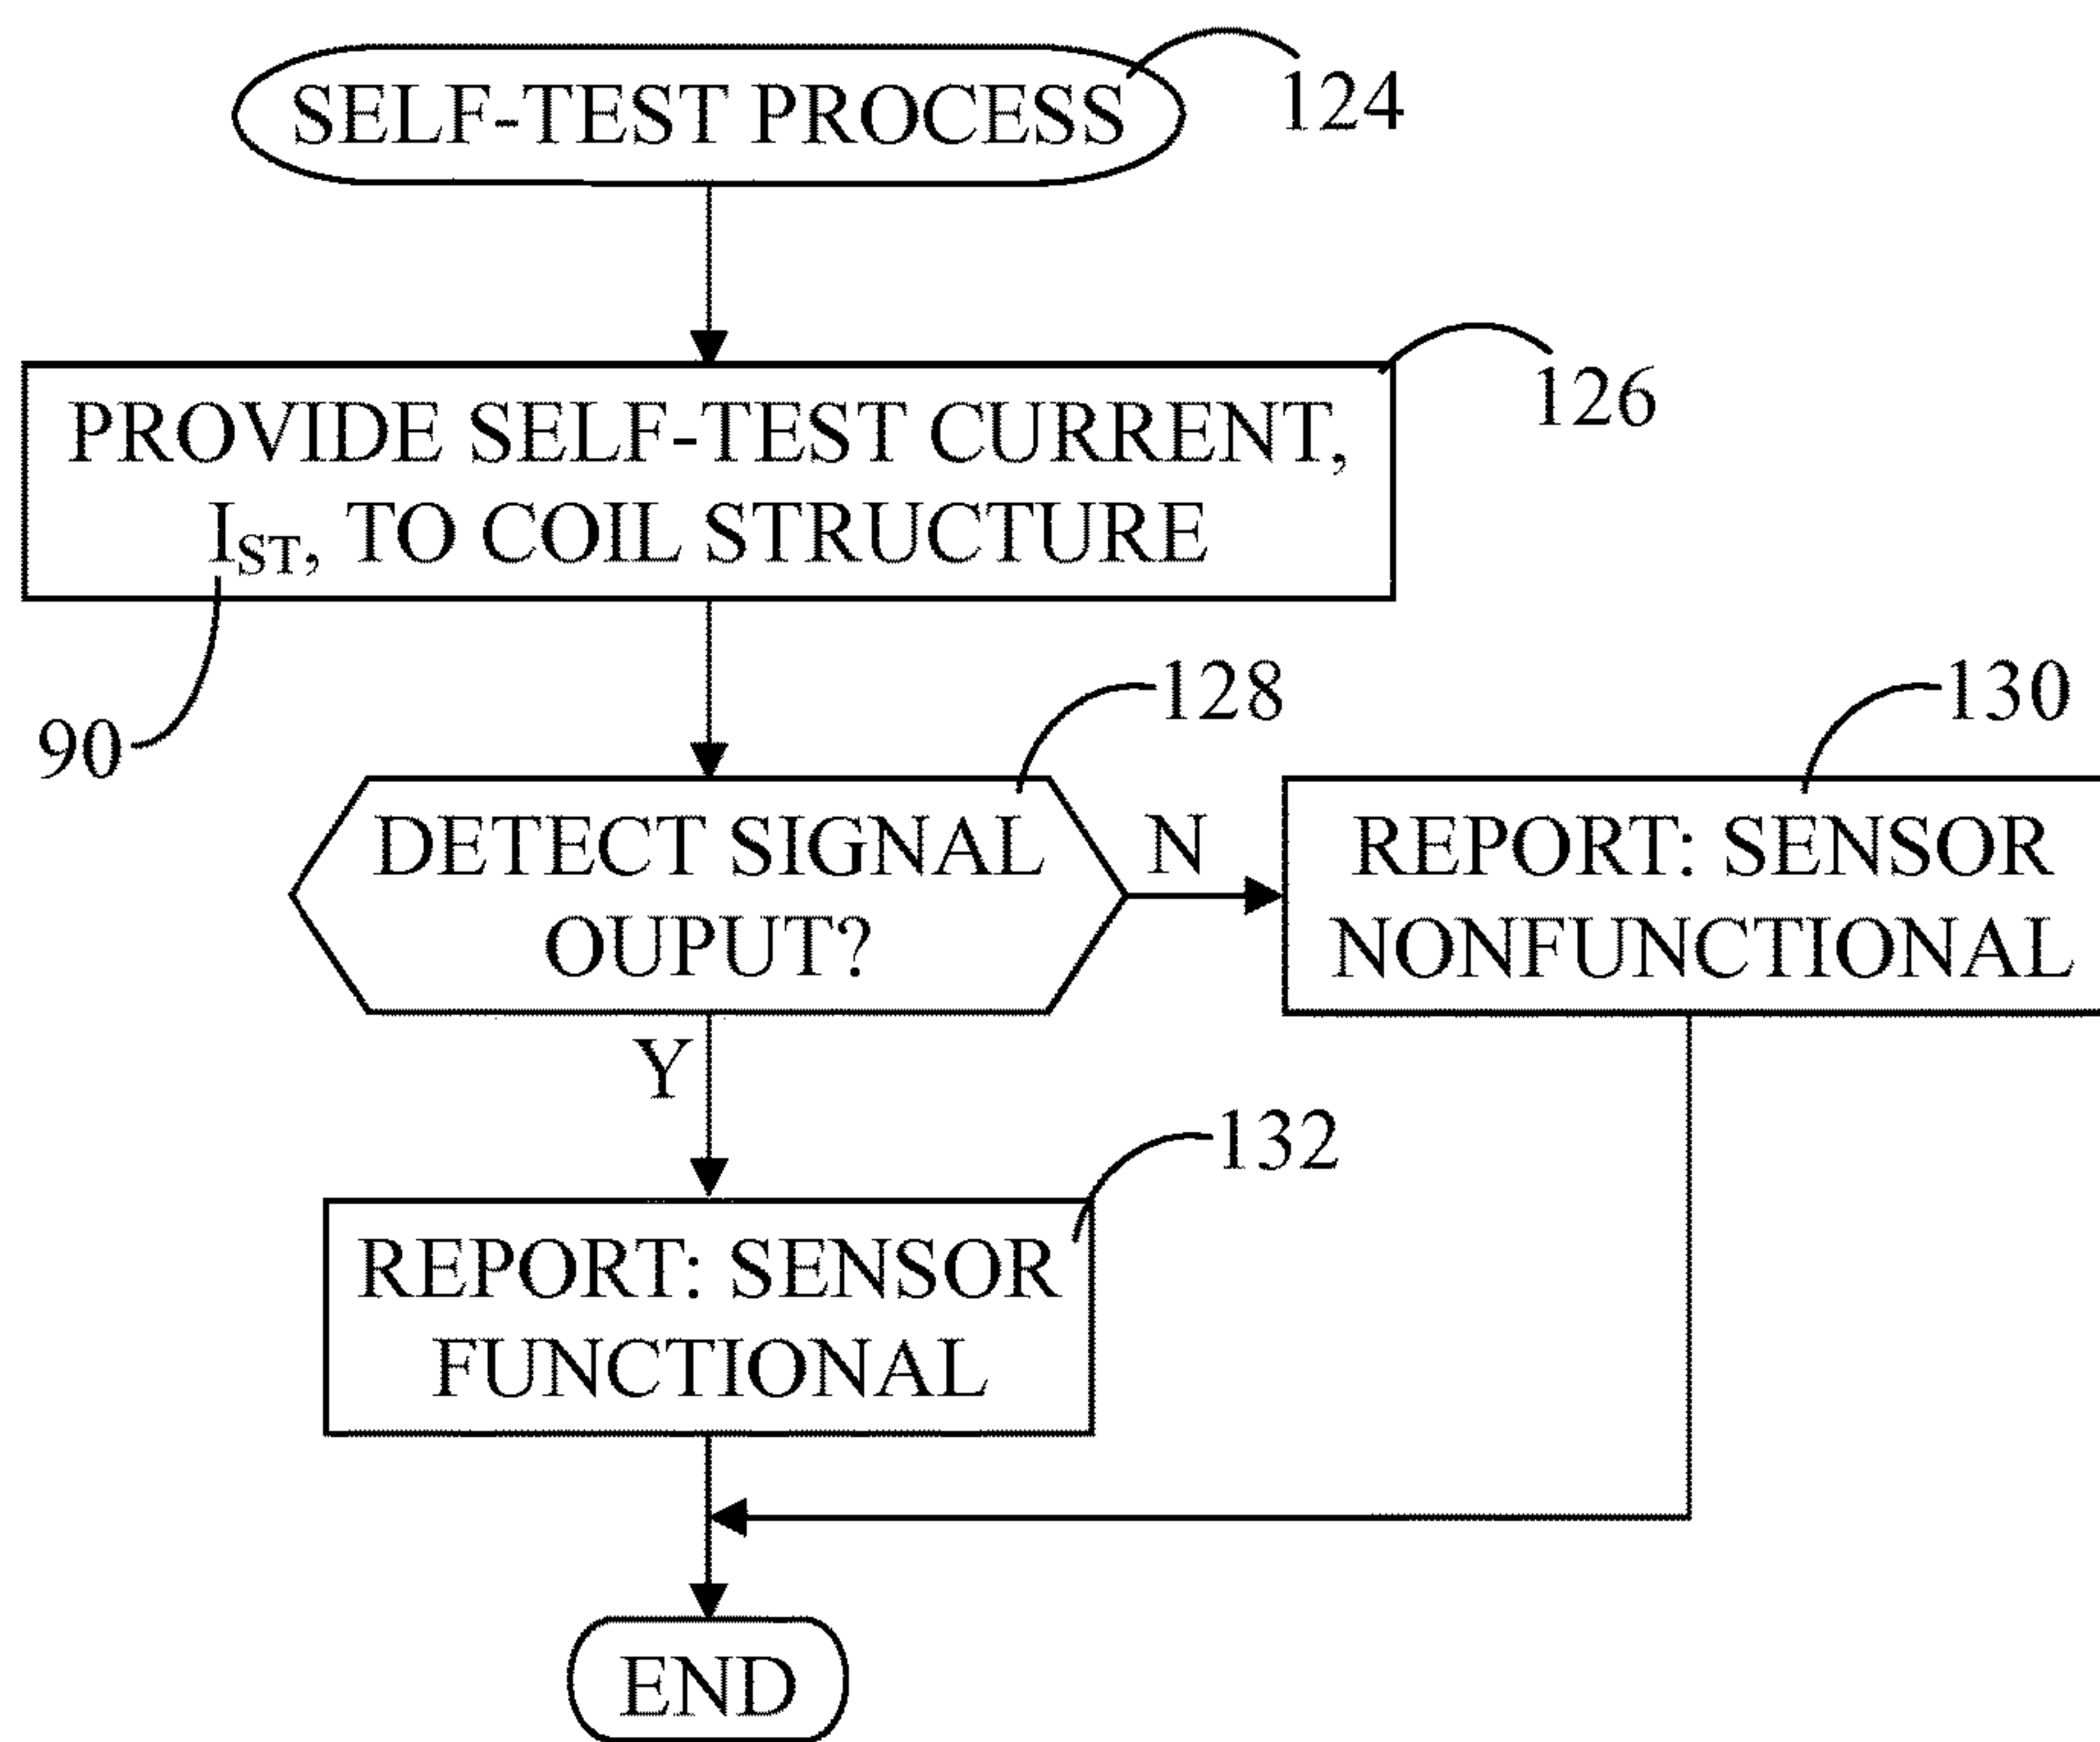 SELF-TEST PROCESS
124
PROVIDE SELF-TEST CURRENT,
I_ST, TO COIL STRUCTURE
126
90
128
130
DETECT SIGNAL
OUPUT?
N
REPORT: SENSOR
NONFUNCTIONAL
Y
132
REPORT: SENSOR
FUNCTIONAL
END